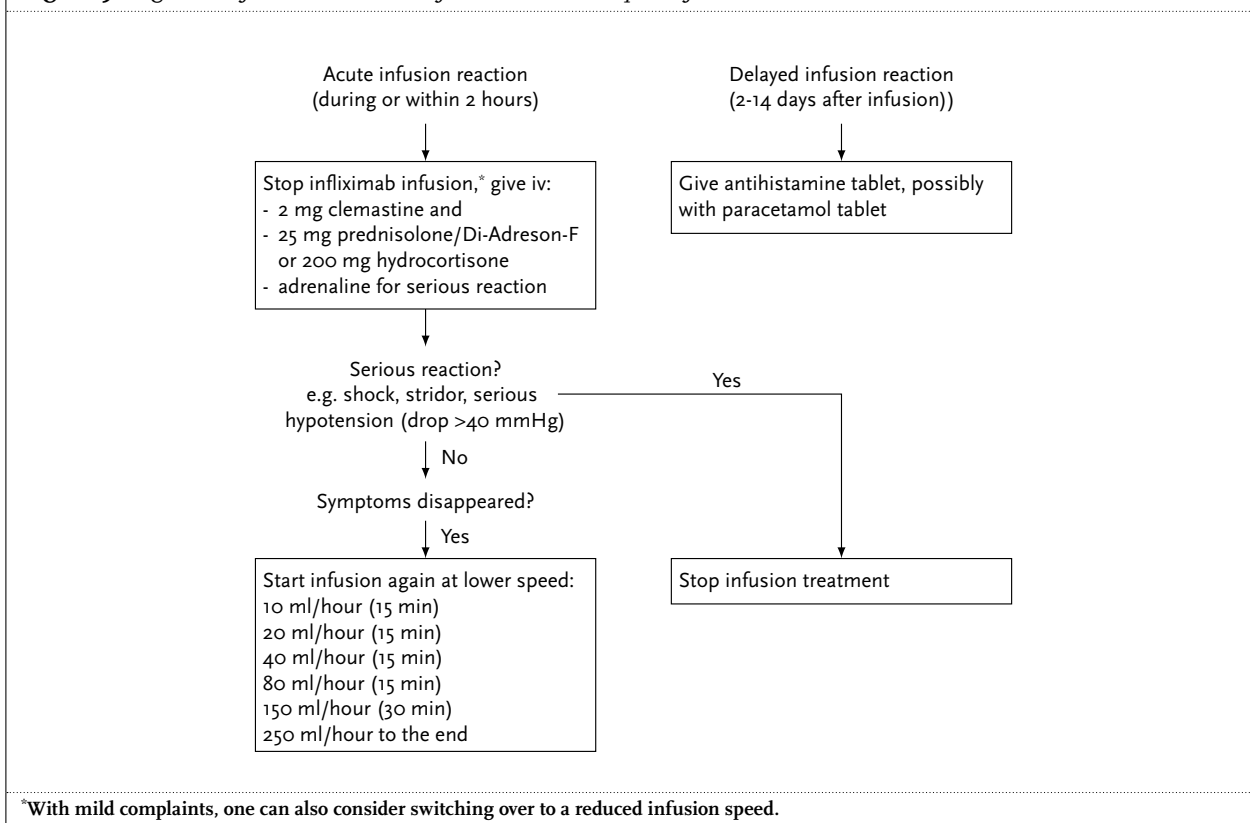 Acute infusion reaction
(during or within 2 hours)
Delayed infusion reaction
(2-14 days after infusion))
Stop infliximab infusion,* give iv:
- 2 mg clemastine and
- 25 mg prednisolone/Di-Adreson-F
or 200 mg hydrocortisone
- adrenaline for serious reaction
Give antihistamine tablet, possibly
with paracetamol tablet
Serious reaction?
e.g. shock, stridor, serious
hypotension (drop >40 mmHg)
Yes
No
Symptoms disappeared?
Yes
Start infusion again at lower speed:
10 ml/hour (15 min)
20 ml/hour (15 min)
40 ml/hour (15 min)
80 ml/hour (15 min)
150 ml/hour (30 min)
250 ml/hour to the end
Stop infusion treatment
*With mild complaints, one can also consider switching over to a reduced infusion speed.